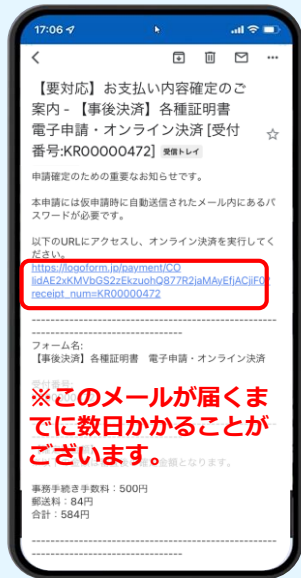 17:06
【要対応】お支払い内容確定のご
案内 - 【事後決済】各種証明書
電子申請・オンライン決済 [受付
番号:KR00000472] 受信トレイ
申請確定のための重要なお知らせです。
本申請には仮申請時に自動送信されたメール内にあるパ
スワードが必要です。
以下のURLにアクセスし、オンライン決済を実行してく
ださい。
https://logoform.jp/payment/CO
lidAE2xKMVbGS2zEkzuohQ877R2jaMAyEfjACjiF0
receipt_num=KR00000472
フォーム名:
【事後決済】各種証明書 電子申請・オンライン決済
※このメールが届くま
でに数日かかることが
ございます。
金額となります。
事務手続き手数料：500円
郵送料：84円
合計：584円